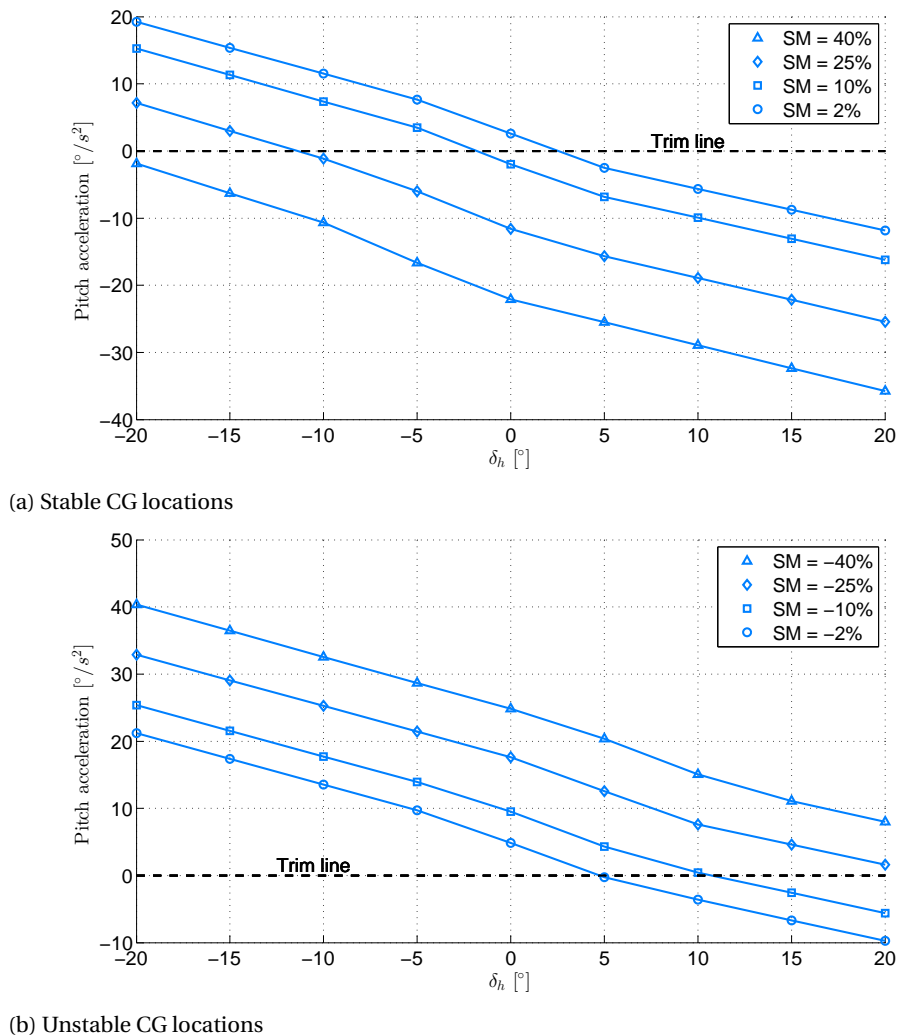 20
10
0
−10
−20
−30
−40
Pitch acceleration [°/s²]
SM = 40%
SM = 25%
SM = 10%
SM = 2%
Trim line
−20 −15 −10 −5 0 5 10 15 20
δh [°]
(a) Stable CG locations
50
40
30
20
10
0
−10
Pitch acceleration [°/s²]
SM = −40%
SM = −25%
SM = −10%
SM = −2%
Trim line
−20 −15 −10 −5 0 5 10 15 20
δh [°]
(b) Unstable CG locations